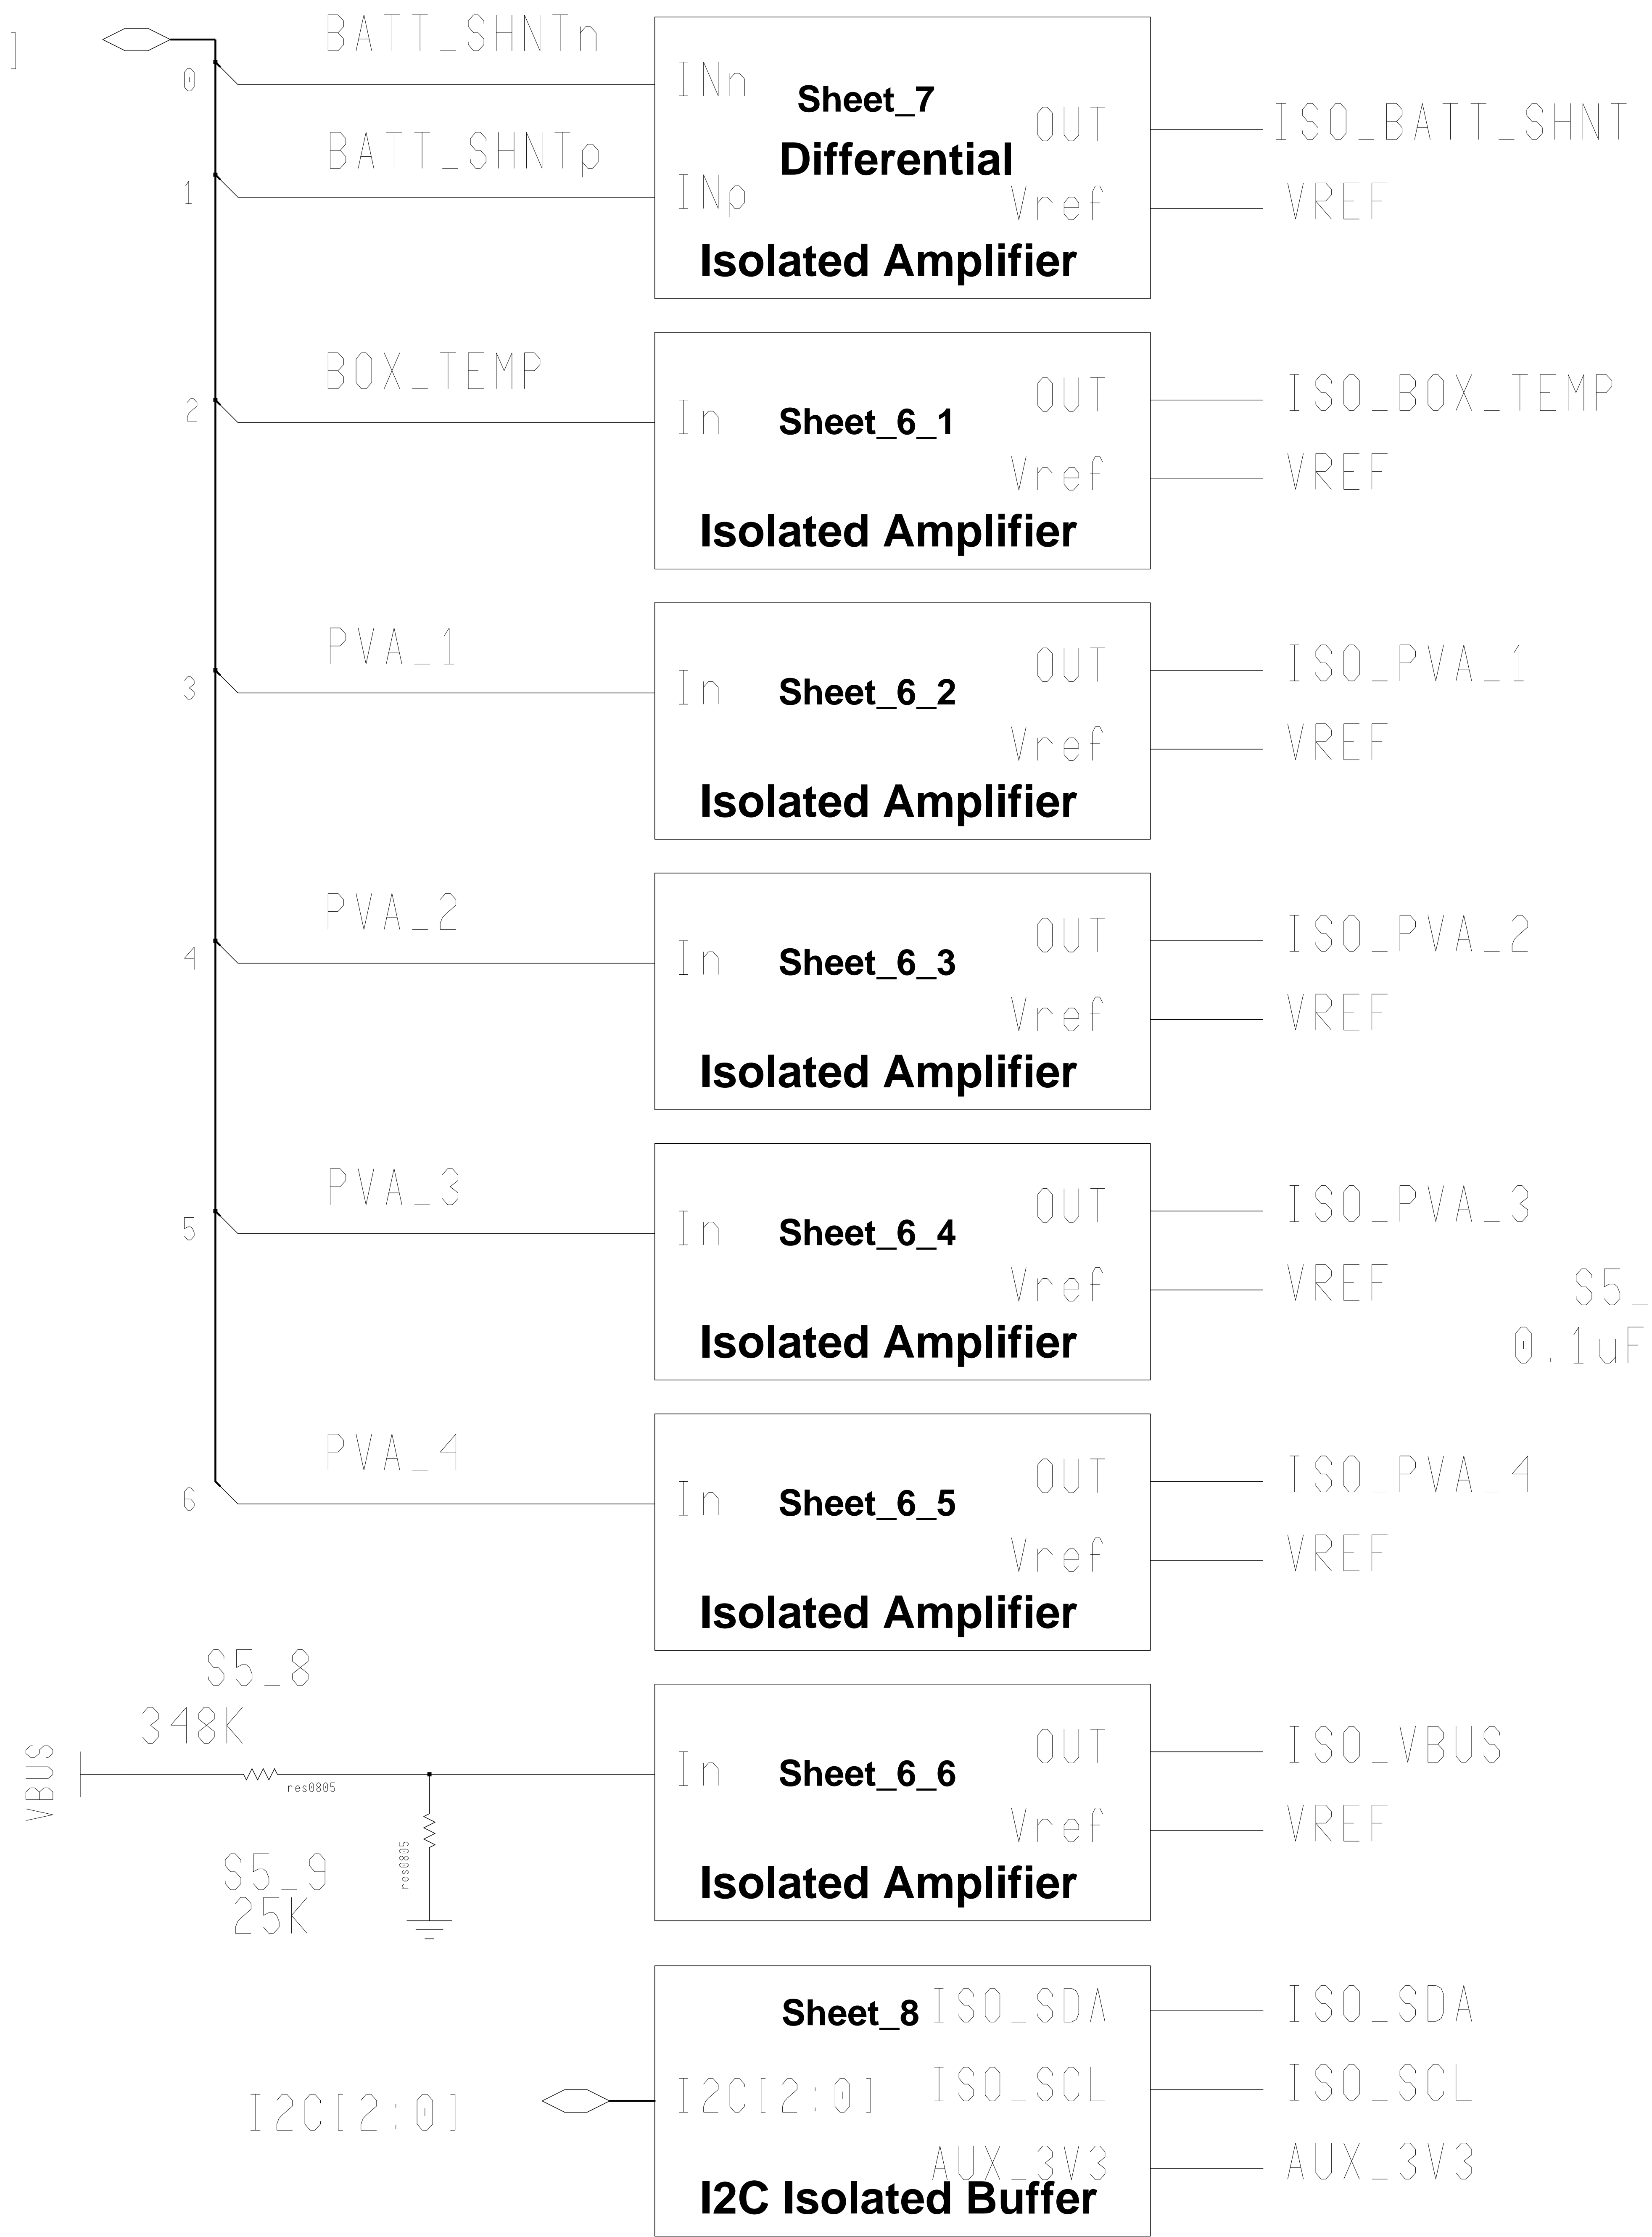 ]
BATT_SHNTn
0
INn
Sheet_7
OUT
ISO_BATT_SHNT
BATT_SHNTp
Differential
1
INp
Vref
VREF
Isolated Amplifier
BOX_TEMP
2
In
Sheet_6_1
OUT
ISO_BOX_TEMP
Vref
VREF
Isolated Amplifier
PVA_1
3
In
Sheet_6_2
OUT
ISO_PVA_1
Vref
VREF
Isolated Amplifier
PVA_2
4
In
Sheet_6_3
OUT
ISO_PVA_2
Vref
VREF
Isolated Amplifier
PVA_3
5
In
Sheet_6_4
OUT
ISO_PVA_3
Vref
VREF
S5_
0.1uF
Isolated Amplifier
PVA_4
6
In
Sheet_6_5
OUT
ISO_PVA_4
Vref
VREF
Isolated Amplifier
S5_8
348K
VBUS
res0805
In
Sheet_6_6
OUT
ISO_VBUS
Vref
VREF
S5_9
25K
res0805
Isolated Amplifier
Sheet_8
ISO_SDA
ISO_SDA
I2C[2:0]
I2C[2:0]
ISO_SCL
ISO_SCL
AUX_3V3
AUX_3V3
I2C Isolated Buffer